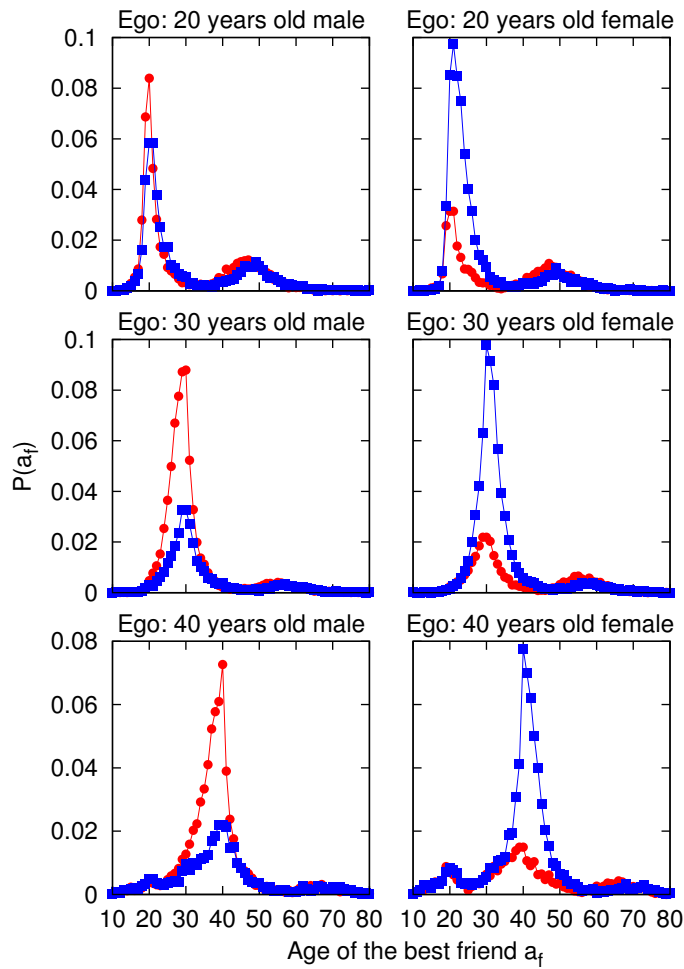 Ego: 20 years old male
Ego: 20 years old female
0.1
0.08
0.06
0.04
0.02
0
Ego: 30 years old male
Ego: 30 years old female
0.1
0.08
0.06
0.04
0.02
0
P(a_f)
Ego: 40 years old male
Ego: 40 years old female
0.08
0.06
0.04
0.02
0
10 20 30 40 50 60 70 80
10 20 30 40 50 60 70 80
Age of the best friend a_f